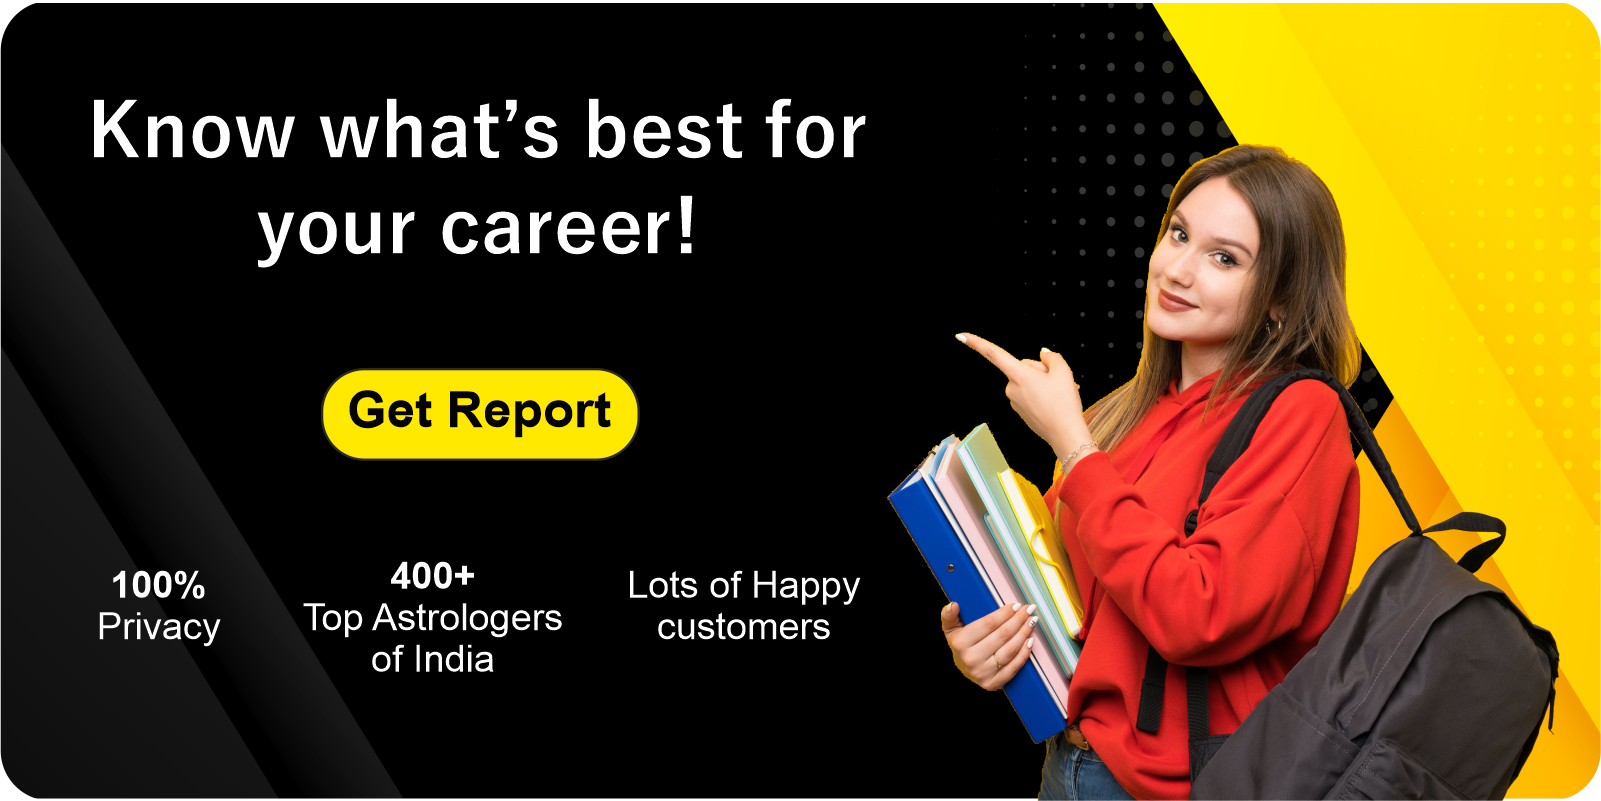 Know what’s best for
your career!
Get Report
100%
Privacy
400+
Top Astrologers
of India
Lots of Happy
customers